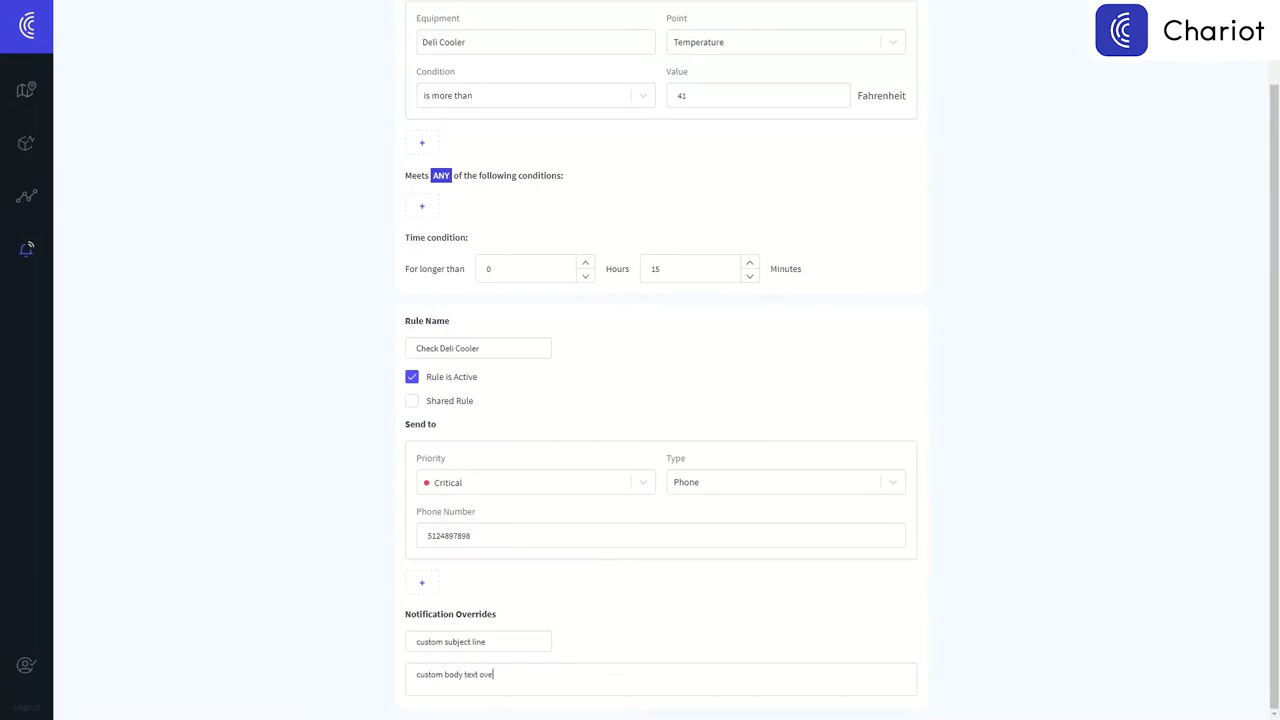 Chariot
Equipment
Point
Deli Cooler
Temperature
Condition
Value
is more than
41
Fahrenheit
+
Meets ANY of the following conditions:
+
Time condition:
For longer than
0
Hours
15
Minutes
Rule Name
Check Deli Cooler
Rule is Active
Shared Rule
Send to
Priority
Type
Critical
Phone
Phone Number
5124897898
+
Notification Overrides
custom subject line
custom body text ove
Logout